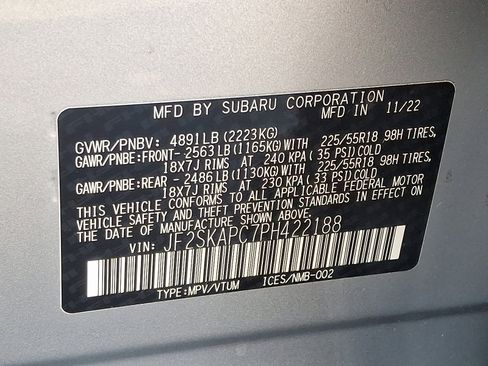 MFD BY SUBARU CORPORATION MFD IN 11/22
GVWR/PNBV: 4891LB (2223KG)
GAWR/PNBE:FRONT-2563LB (1165KG)WITH 225/55R18 98H TIRES,
18X7J RIMS AT 240 KPA (35 PSI)COLD
GAWR/PNBE:REAR -2486LB (1130KG)WITH 225/55R18 98H TIRES,
18X7J RIMS AT 230 KPA (33 PSI)COLD
THIS VEHICLE CONFORMS TO ALL APPLICABLE FEDERAL MOTOR
VEHICLE SAFETY AND THEFT PREVENTION STANDARDS IN EFFECT ON
THE DATE OF MANUFACTURE SHOWN ABOVE.
VIN: JF2SKAPC7PH422188
TYPE:MPV/VTUM ICES/NMB-002